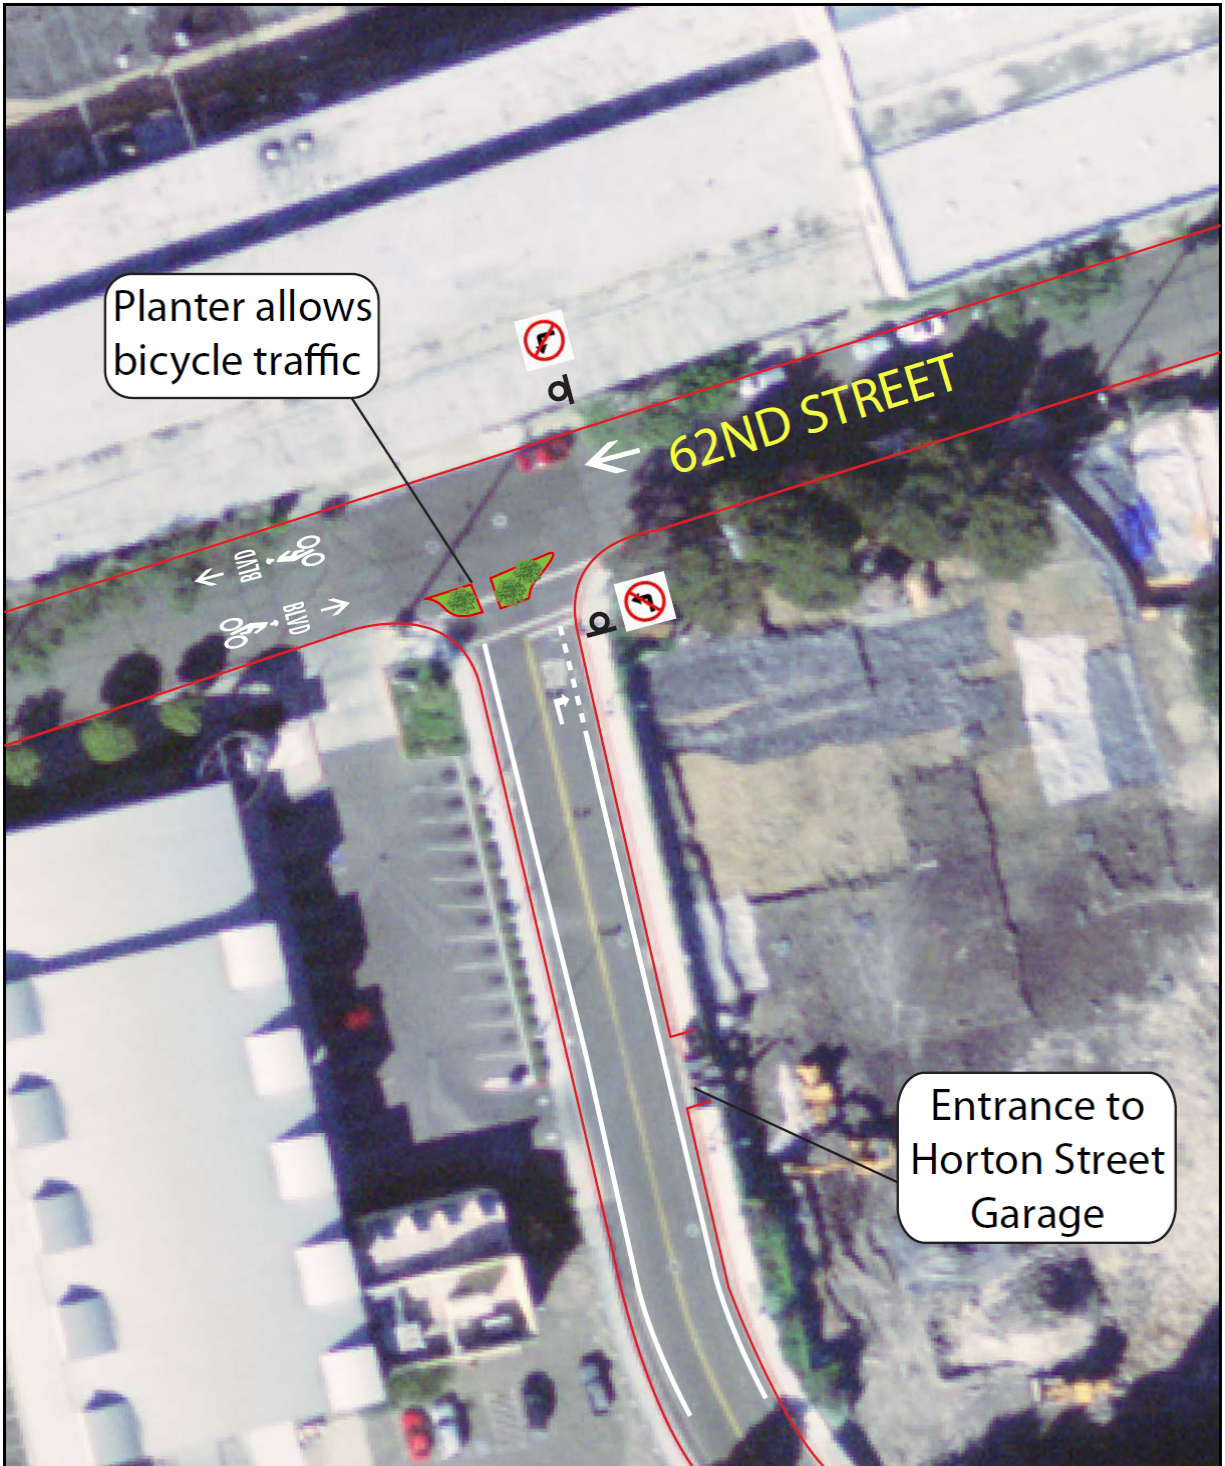 Planter allows
bicycle traffic
62ND STREET
BLVD
BLVD
Entrance to
Horton Street
Garage